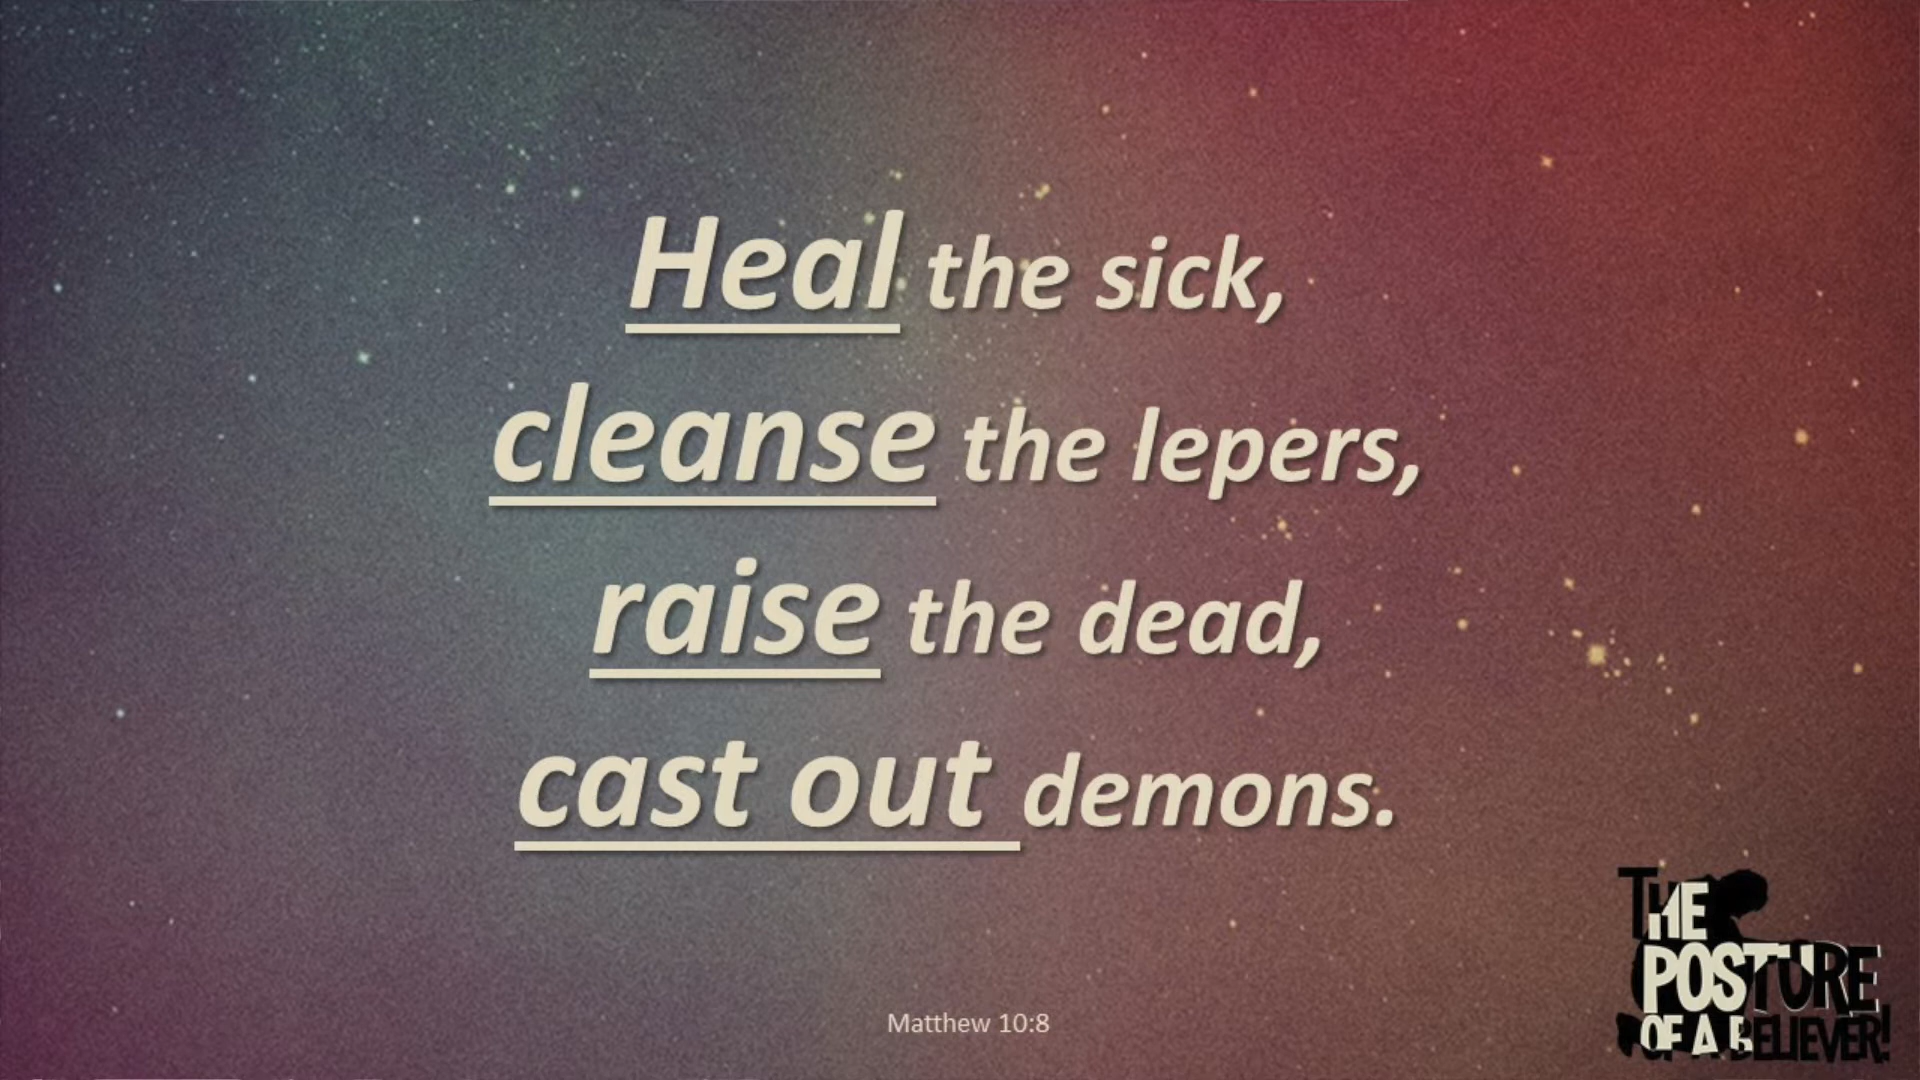 Heal the sick,
cleanse the lepers,
raise the dead,
cast out demons.
Matthew 10:8
THE
POSTURE
OF A BELIEVER!